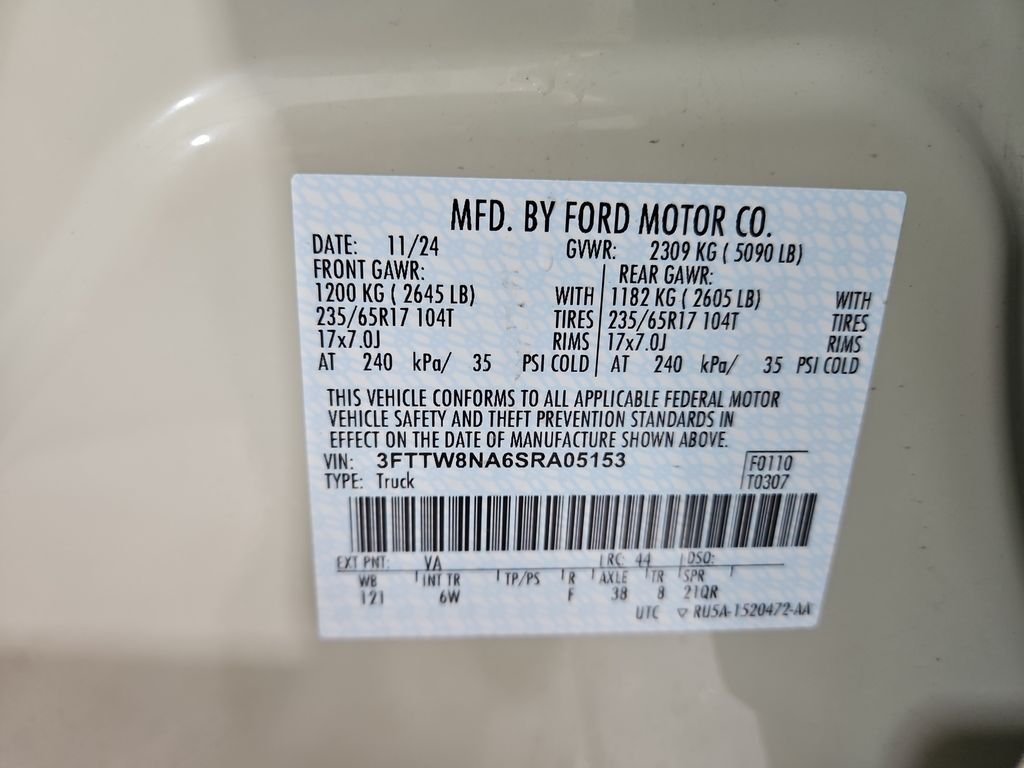 MFD. BY FORD MOTOR CO.
DATE: 11/24 GVWR: 2309 KG ( 5090 LB)
FRONT GAWR: REAR GAWR:
1200 KG ( 2645 LB) WITH 1182 KG ( 2605 LB) WITH
235/65R17 104T TIRES 235/65R17 104T TIRES
17x7.0J RIMS 17x7.0J RIMS
AT 240 kPa/ 35 PSI COLD AT 240 kPa/ 35 PSI COLD
THIS VEHICLE CONFORMS TO ALL APPLICABLE FEDERAL MOTOR
VEHICLE SAFETY AND THEFT PREVENTION STANDARDS IN
EFFECT ON THE DATE OF MANUFACTURE SHOWN ABOVE.
VIN: 3FTTW8NA6SRA05153 F0110
TYPE: Truck T0307
EXT PNT: VA RC: 44 DSO:
WB INT TR TP/PS R AXLE TR SPR
121 6W F 38 8 21QR
UTC ▽ RU5A-1520472-AA